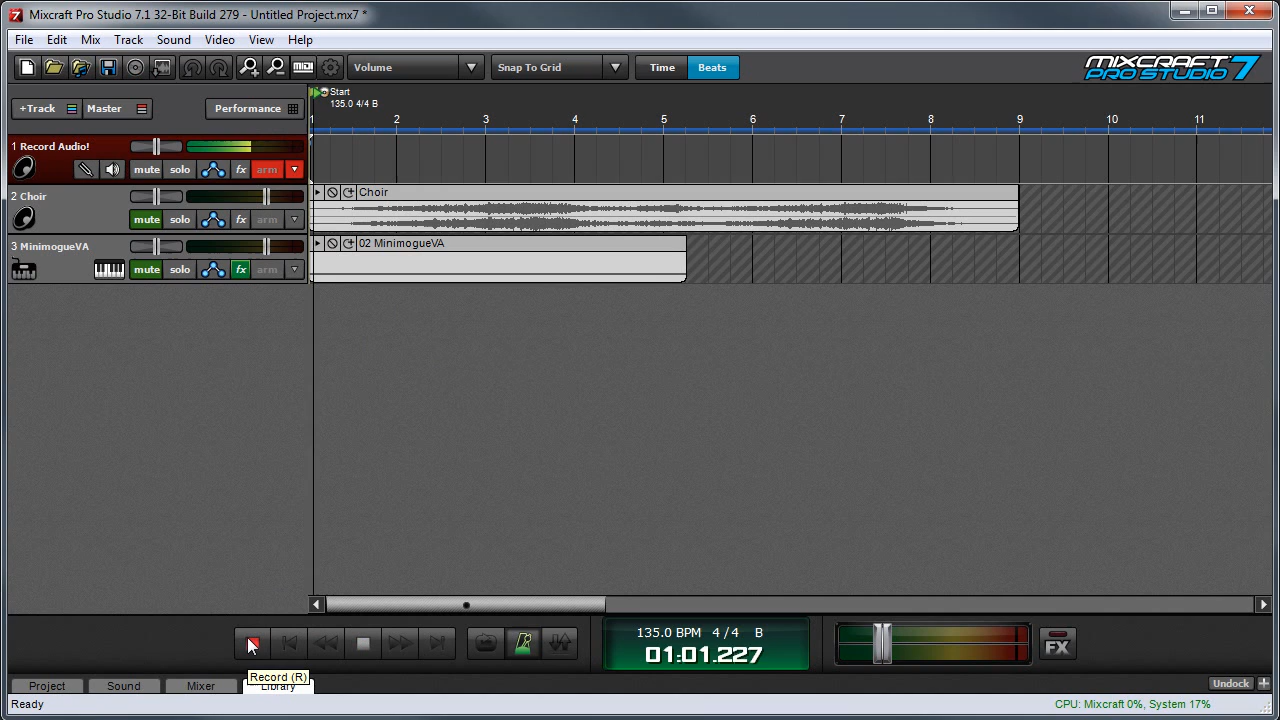 Mixcraft Pro Studio 7.1 32-Bit Build 279 - Untitled Project.mx7 *
File Edit Mix Track Sound Video View Help
Volume Snap To Grid Time Beats MIXCRAFT PRO STUDIO 7
+Track Master Performance
Start
135.0 4/4 B
1 2 3 4 5 6 7 8 9 10 11
1 Record Audio!
mute solo fx arm
2 Choir
mute solo fx arm
Choir
3 MinimogueVA
mute solo fx arm
02 MinimogueVA
135.0 BPM 4/4 B
01:01.227
FX
Record (R)
Project Sound Mixer Library Undock
Ready CPU: Mixcraft 0%, System 17%